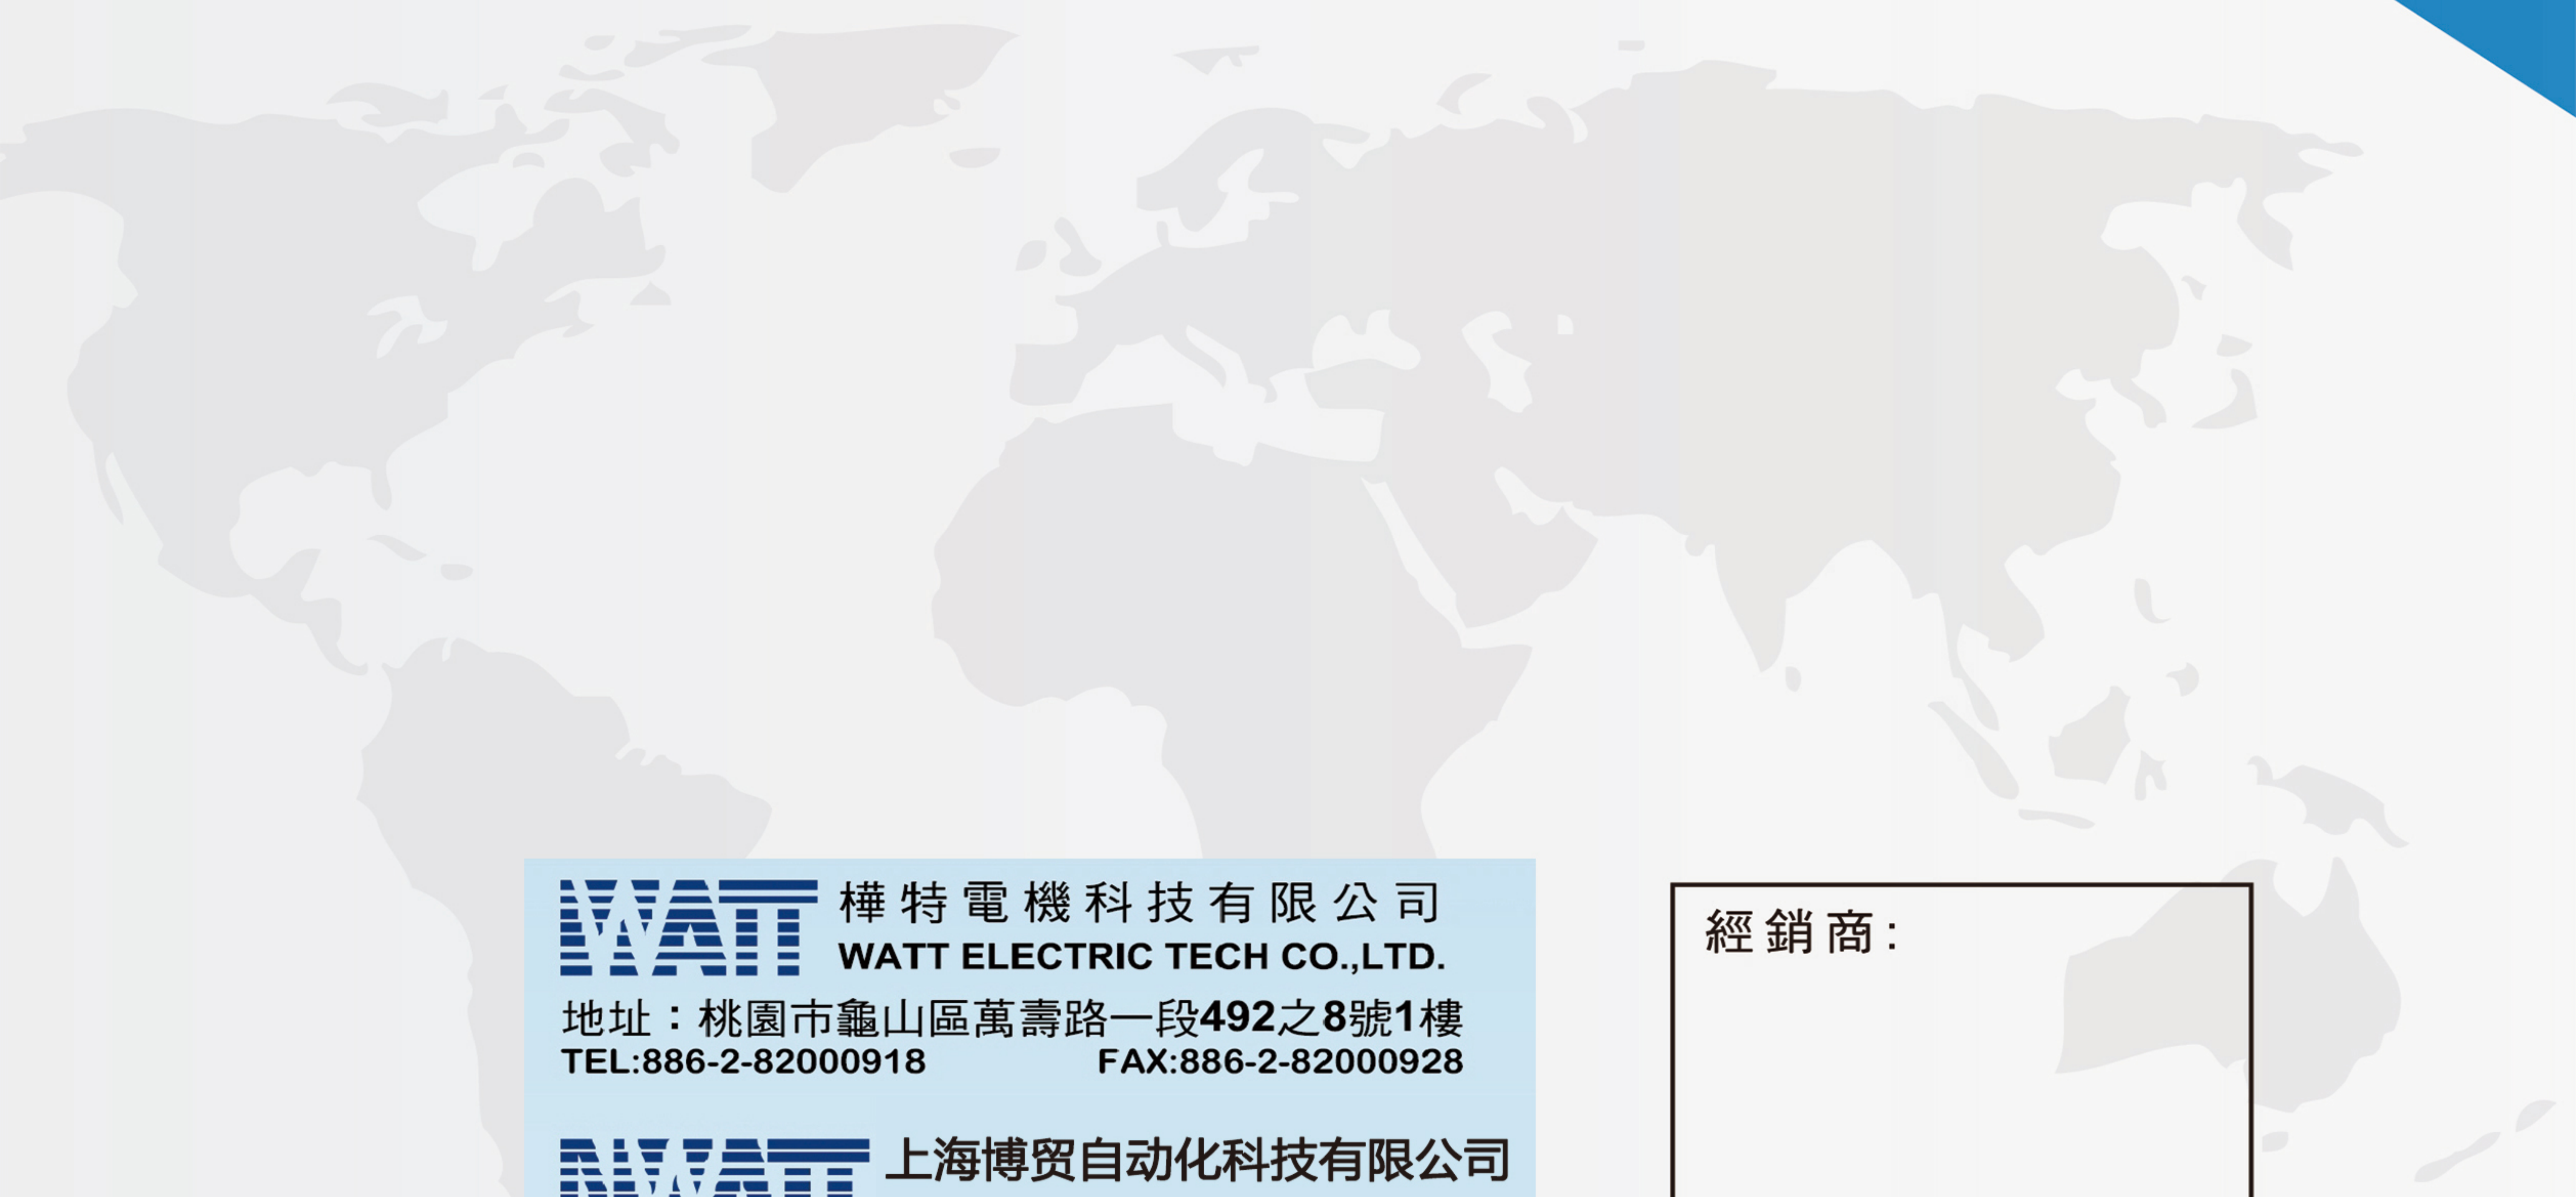 WATT 樺特電機科技有限公司
WATT ELECTRIC TECH CO.,LTD.
地址：桃園市龜山區萬壽路一段492之8號1樓
TEL:886-2-82000918 FAX:886-2-82000928
NWATT 上海博贸自动化科技有限公司
經銷商: